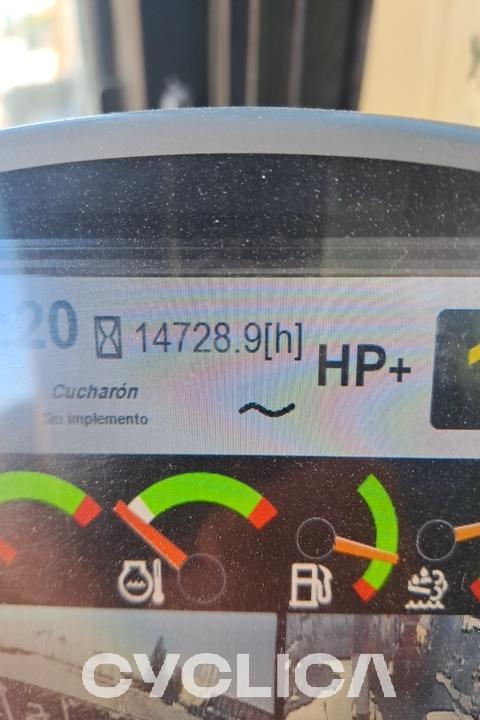 20
14728.9[h]
HP+
Cucharón
Sin implemento
CYCLICA